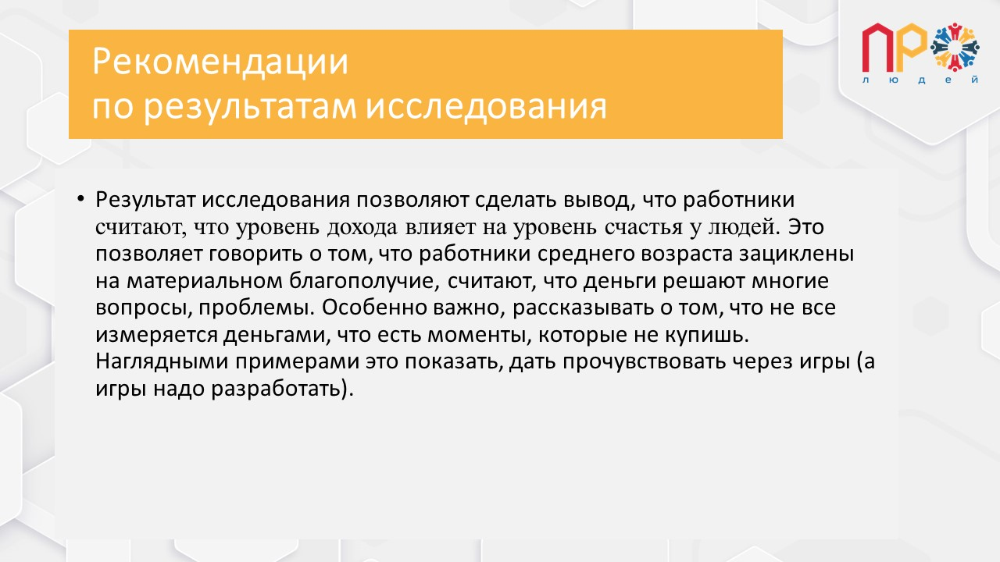 Рекомендации
по результатам исследования
ПРО
людей
• Результат исследования позволяют сделать вывод, что работники
считают, что уровень дохода влияет на уровень счастья у людей. Это
позволяет говорить о том, что работники среднего возраста зациклены
на материальном благополучие, считают, что деньги решают многие
вопросы, проблемы. Особенно важно, рассказывать о том, что не все
измеряется деньгами, что есть моменты, которые не купишь.
Наглядными примерами это показать, дать прочувствовать через игры (а
игры надо разработать).